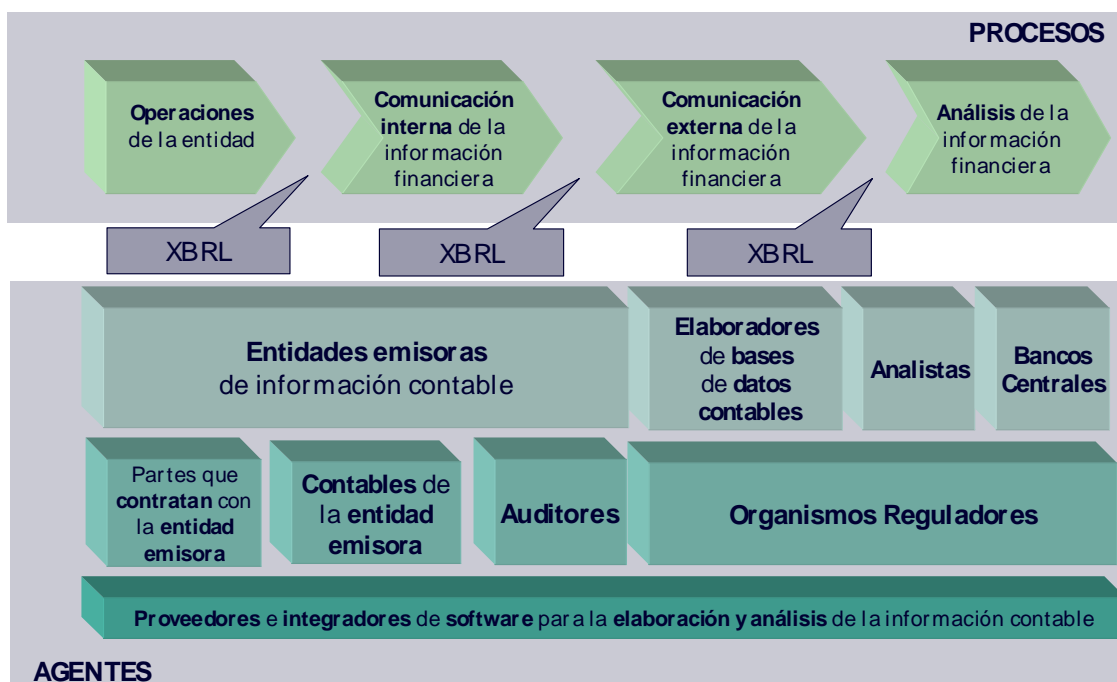 PROCESOS
Operaciones
de la entidad
Comunicación
interna de la
información
financiera
Comunicación
externa de la
información
financiera
Análisis de la
información
financiera
XBRL
XBRL
XBRL
Entidades emisoras
de información contable
Elaboradores
de bases
de datos
contables
Analistas
Bancos
Centrales
Partes que
contratan con
la entidad
emisora
Contables de
la entidad
emisora
Auditores
Organismos Reguladores
Proveedores e integradores de software para la elaboración y análisis de la información contable
AGENTES